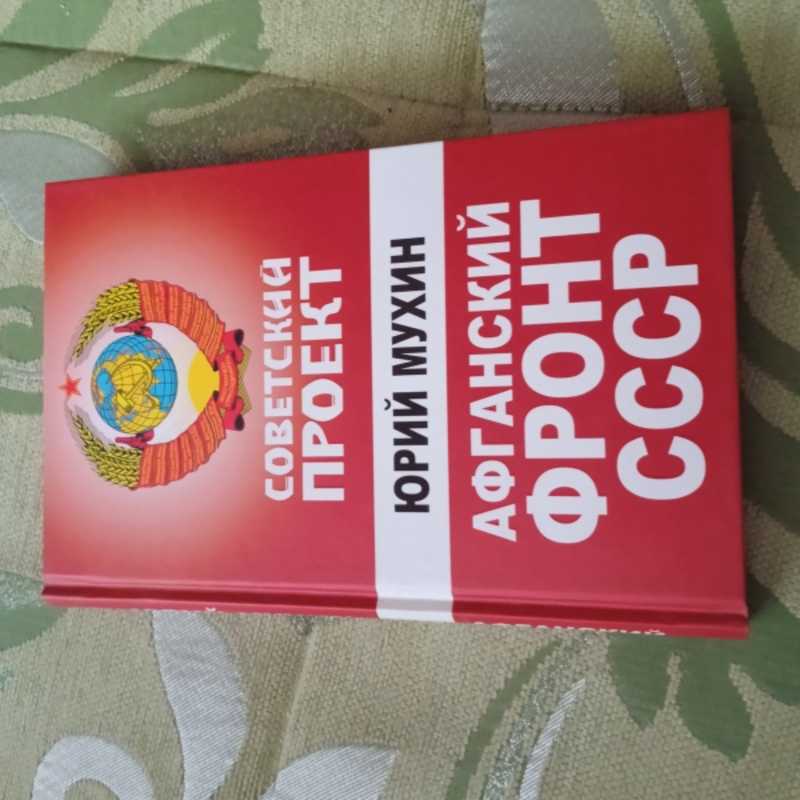 СОВЕТСКИЙ
ПРОЕКТ
ЮРИЙ МУХИН
АФГАНСКИЙ
ФРОНТ
СССР